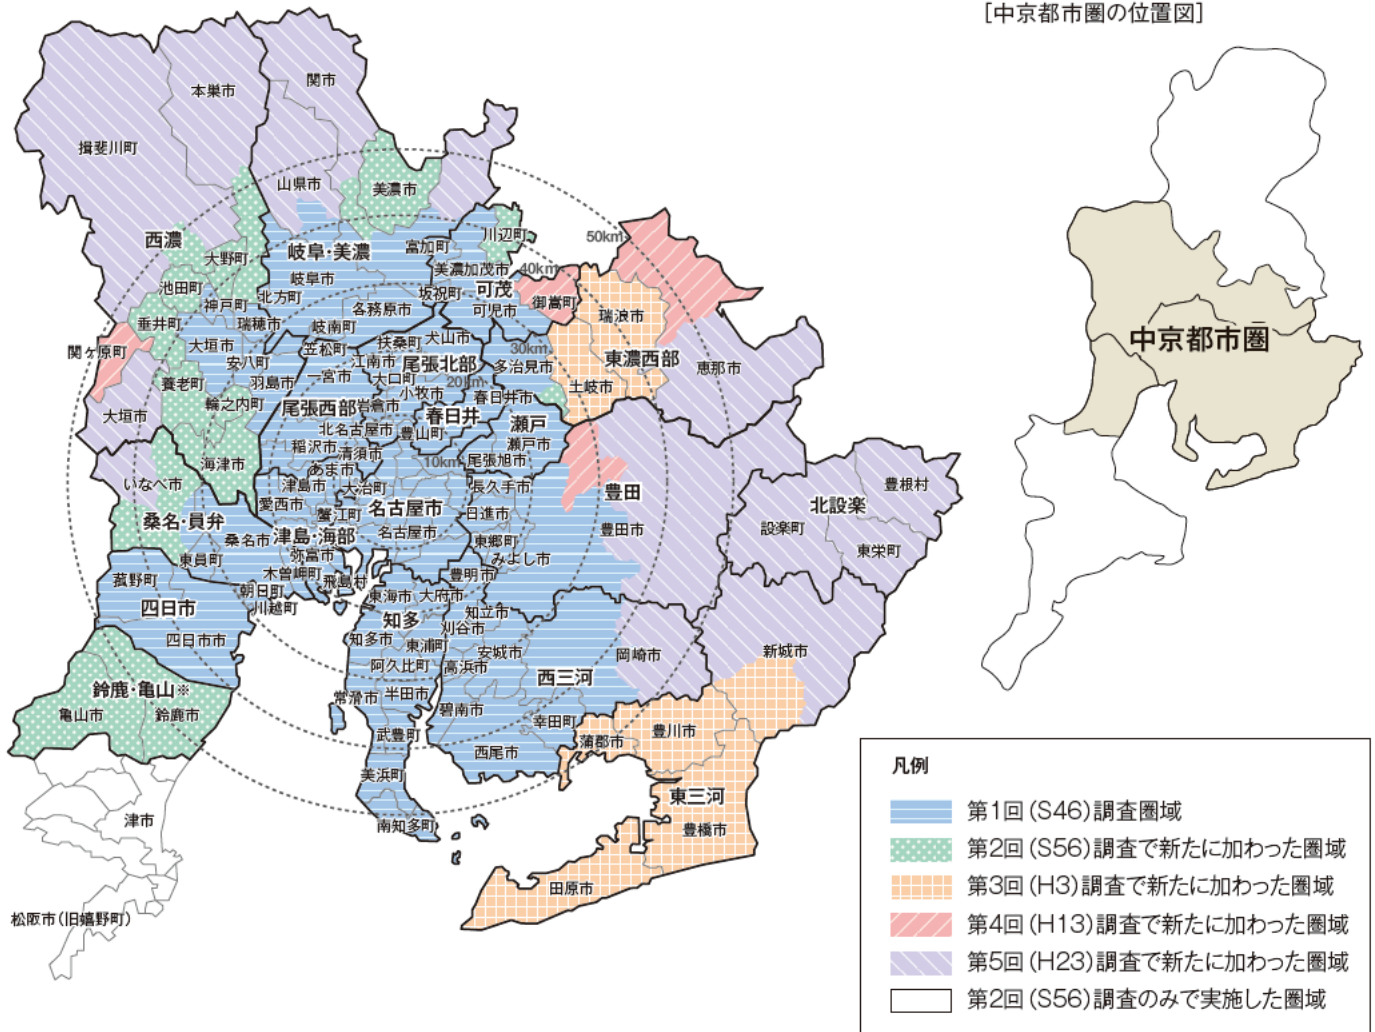 [中京都市圏の位置図]
中京都市圏
関市
本巣市
揖斐川町
山県市
美濃市
西濃
大野町
岐阜・美濃
富加町
川辺町
50km
池田町
岐阜市
美濃加茂市
40km
神戸町
北方町
坂祝町
可茂
御嵩町
垂井町
瑞穂市
各務原市
可児市
瑞浪市
岐南町
関ヶ原町
大垣市
笠松町
扶桑町
犬山市
30km
安八町
江南市
尾張北部
多治見市
東濃西部
恵那市
養老町
羽島市
一宮市
大口町
20km
土岐市
輪之内町
小牧市
春日井市
大垣市
尾張西部
岩倉市
春日井
瀬戸
北名古屋市
豊山町
瀬戸市
稲沢市
清須市
海津市
あま市
10km
尾張旭市
いなべ市
津島市
大治町
長久手市
豊根村
愛西市
名古屋市
豊田
北設楽
桑名・員弁
蟹江町
日進市
設楽町
桑名市
津島・海部
名古屋市
豊田市
東員町
弥富市
東郷町
みよし市
東栄町
菰野町
木曽岬町
飛島村
豊明市
朝日町
東海市
大府市
四日市
川越町
知多
知立市
四日市市
知多市
刈谷市
東浦町
安城市
岡崎市
新城市
阿久比町
高浜市
西三河
鈴鹿・亀山※
常滑市
半田市
亀山市
鈴鹿市
碧南市
幸田町
豊川市
武豊町
蒲郡市
西尾市
美浜町
東三河
津市
南知多町
豊橋市
田原市
松阪市(旧嬉野町)
凡例
第1回(S46)調査圏域
第2回(S56)調査で新たに加わった圏域
第3回(H3)調査で新たに加わった圏域
第4回(H13)調査で新たに加わった圏域
第5回(H23)調査で新たに加わった圏域
第2回(S56)調査のみで実施した圏域